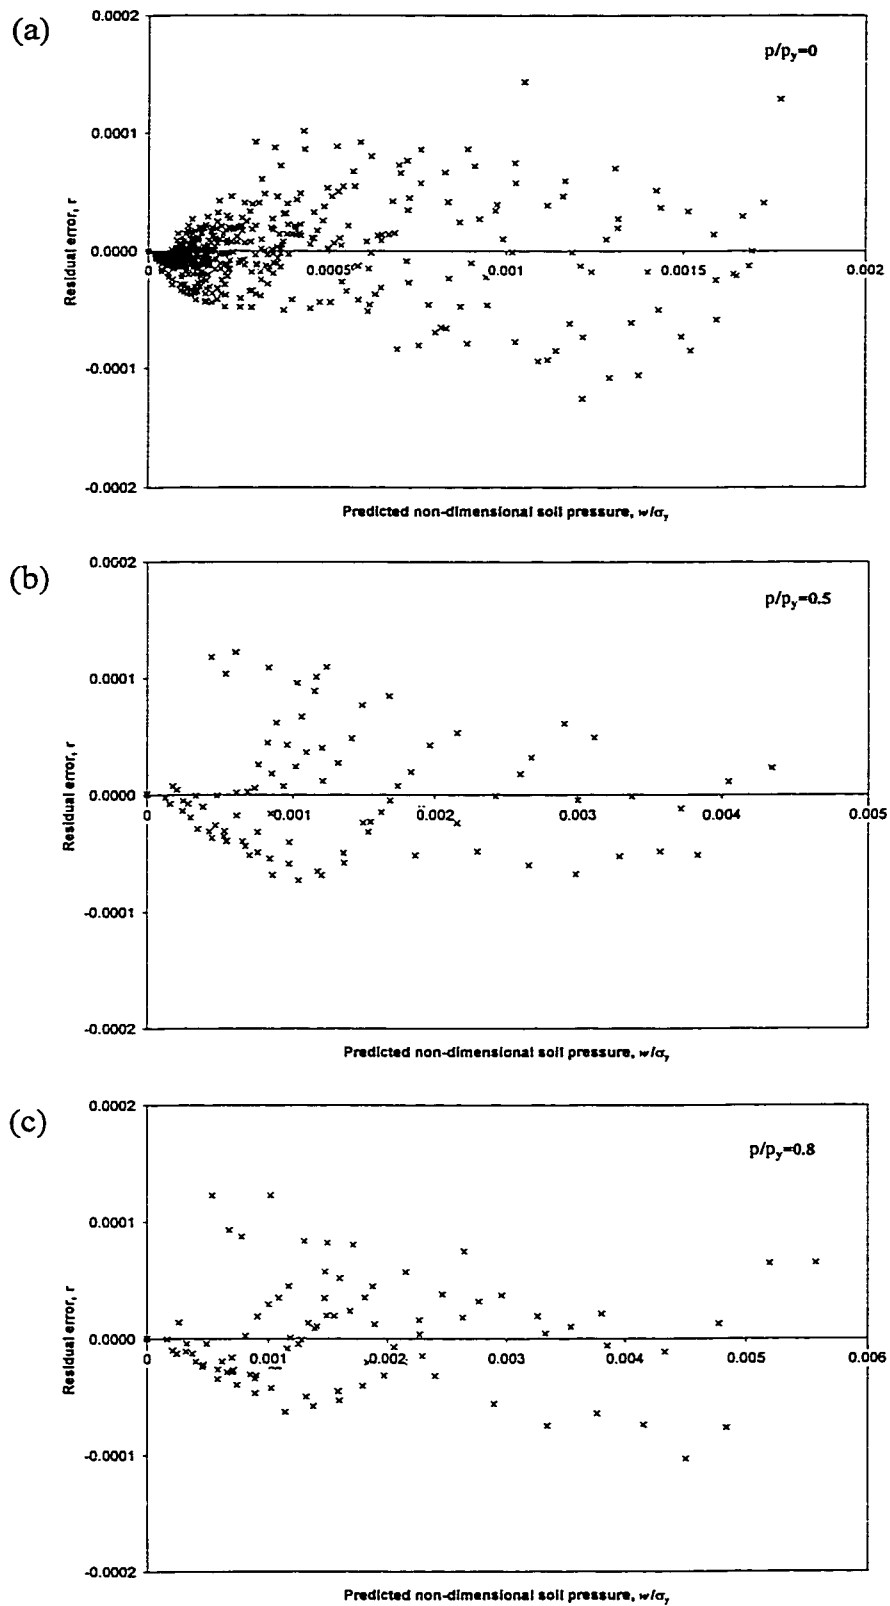 (a)
p/py=0
0.0002
0.0001
0.0000
-0.0001
-0.0002
Residual error, r
0 0.0005 0.001 0.0015 0.002
Predicted non-dimensional soil pressure, w/σy
(b)
p/py=0.5
0.0002
0.0001
0.0000
-0.0001
-0.0002
Residual error, r
0 0.001 0.002 0.003 0.004 0.005
Predicted non-dimensional soil pressure, w/σy
(c)
p/py=0.8
0.0002
0.0001
0.0000
-0.0001
-0.0002
Residual error, r
0 0.001 0.002 0.003 0.004 0.005 0.006
Predicted non-dimensional soil pressure, w/σy